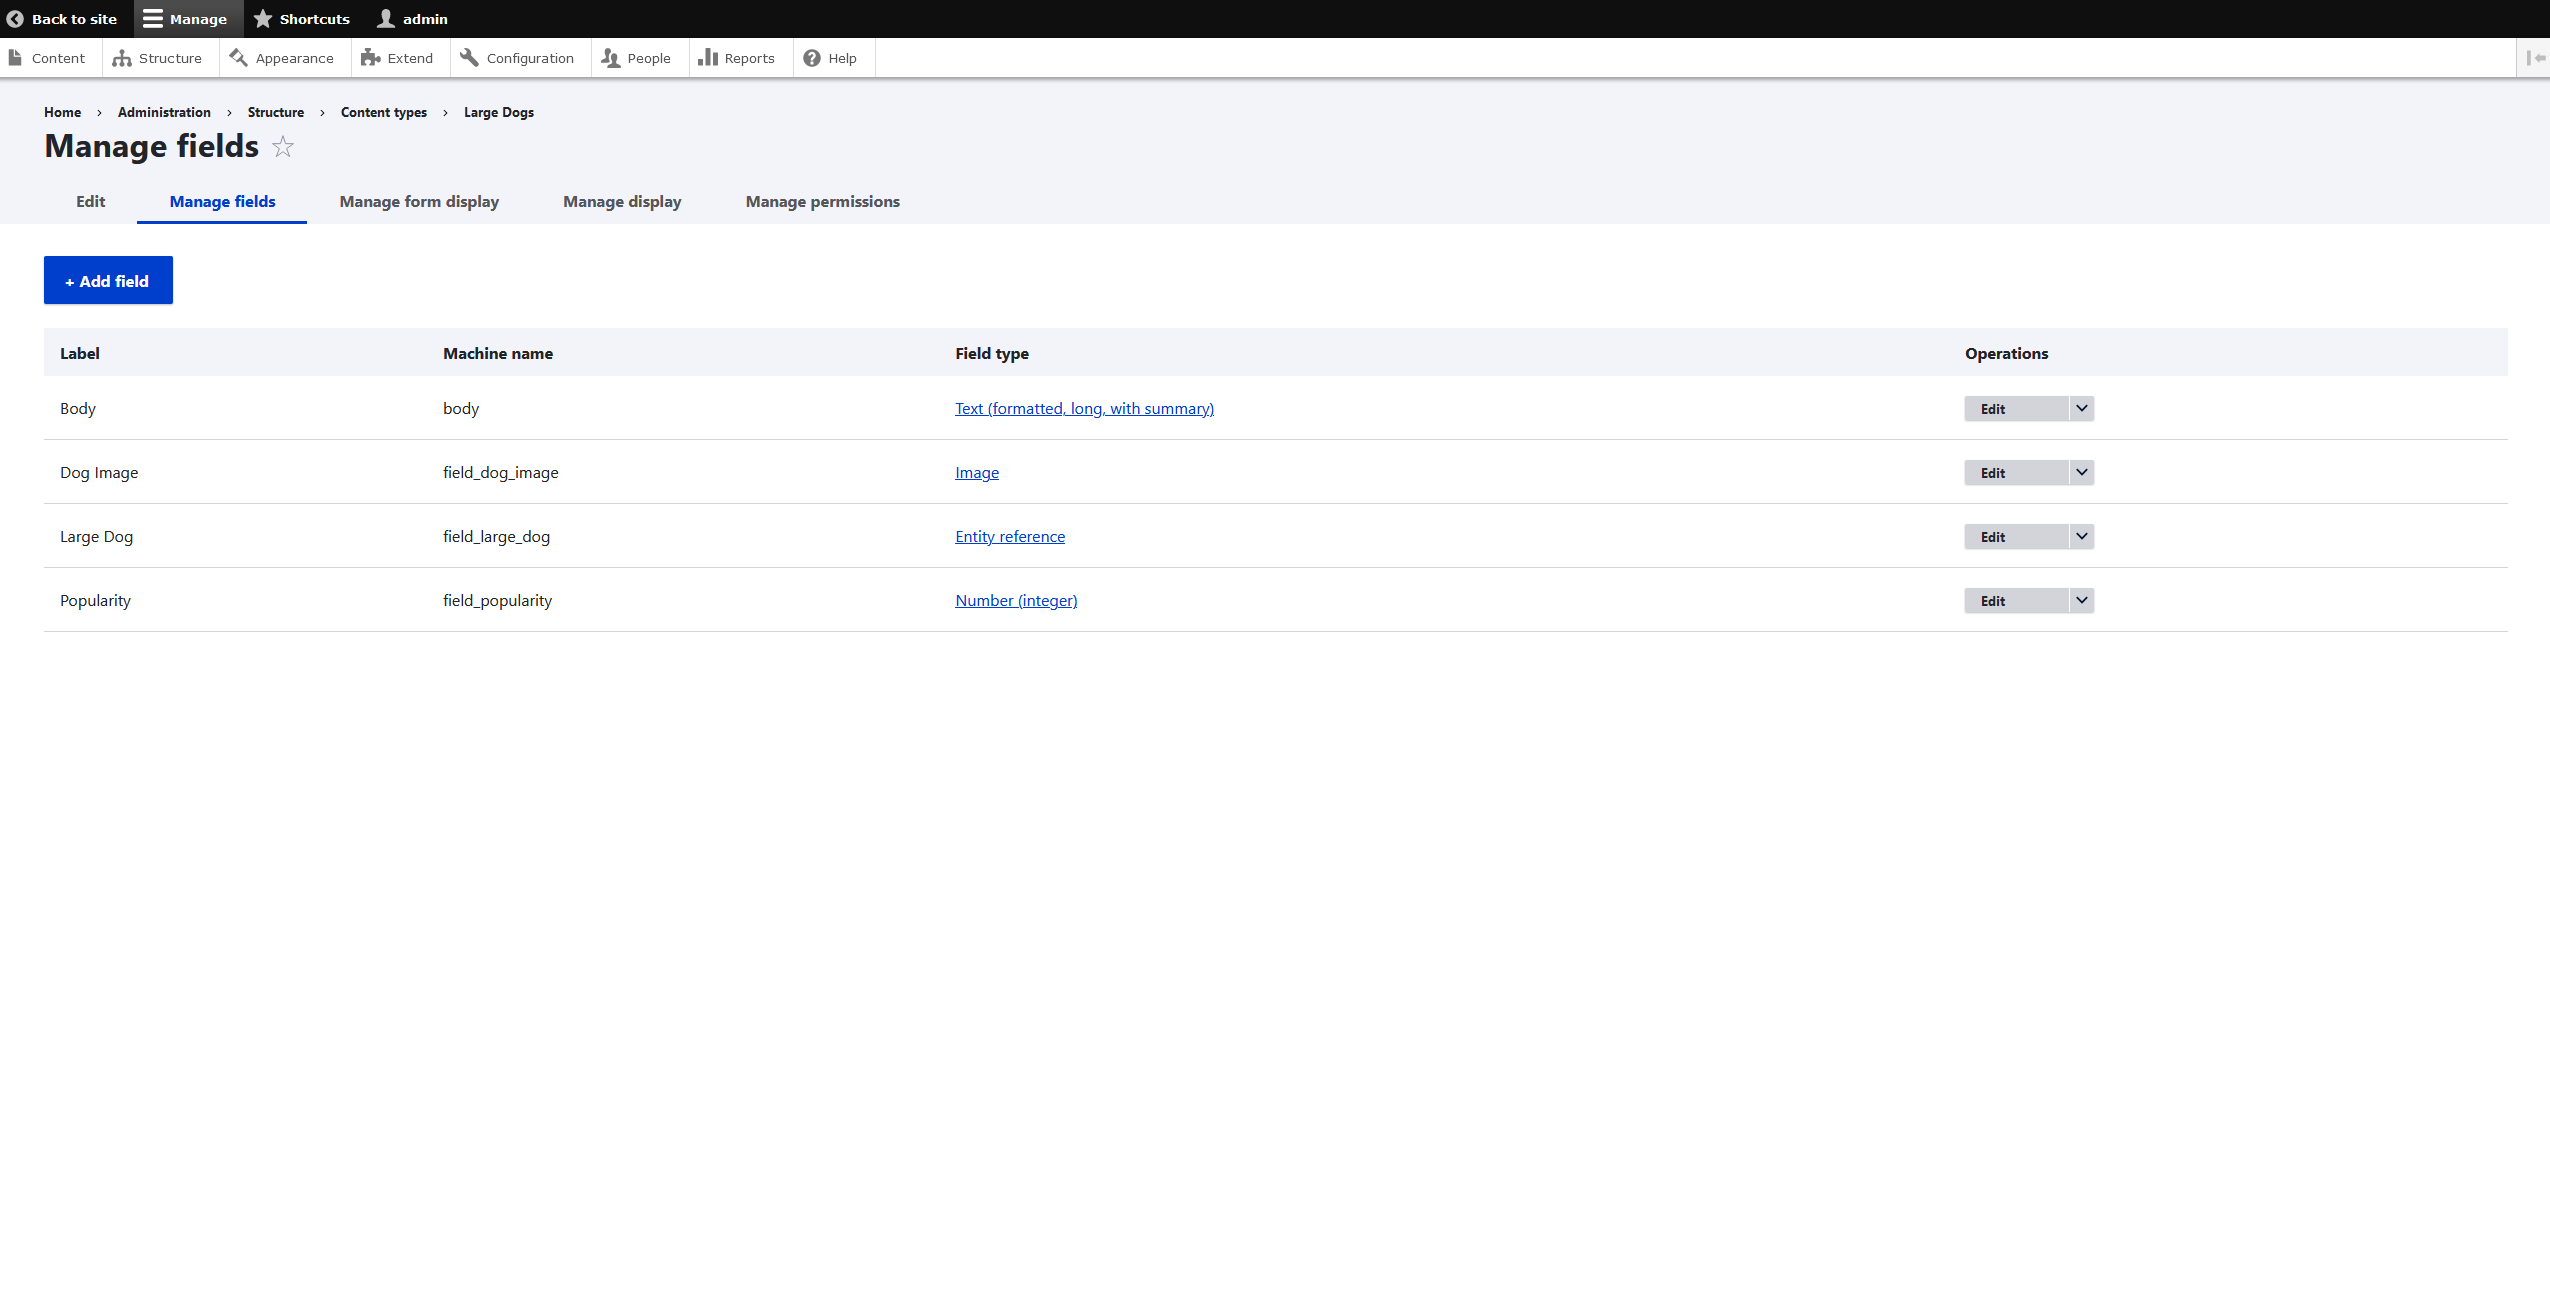 Back to site Manage Shortcuts admin
Content Structure Appearance Extend Configuration People Reports Help
Home › Administration › Structure › Content types › Large Dogs
Manage fields
Edit Manage fields Manage form display Manage display Manage permissions
+ Add field
Label Machine name Field type Operations
Body body Text (formatted, long, with summary) Edit
Dog Image field_dog_image Image Edit
Large Dog field_large_dog Entity reference Edit
Popularity field_popularity Number (integer) Edit